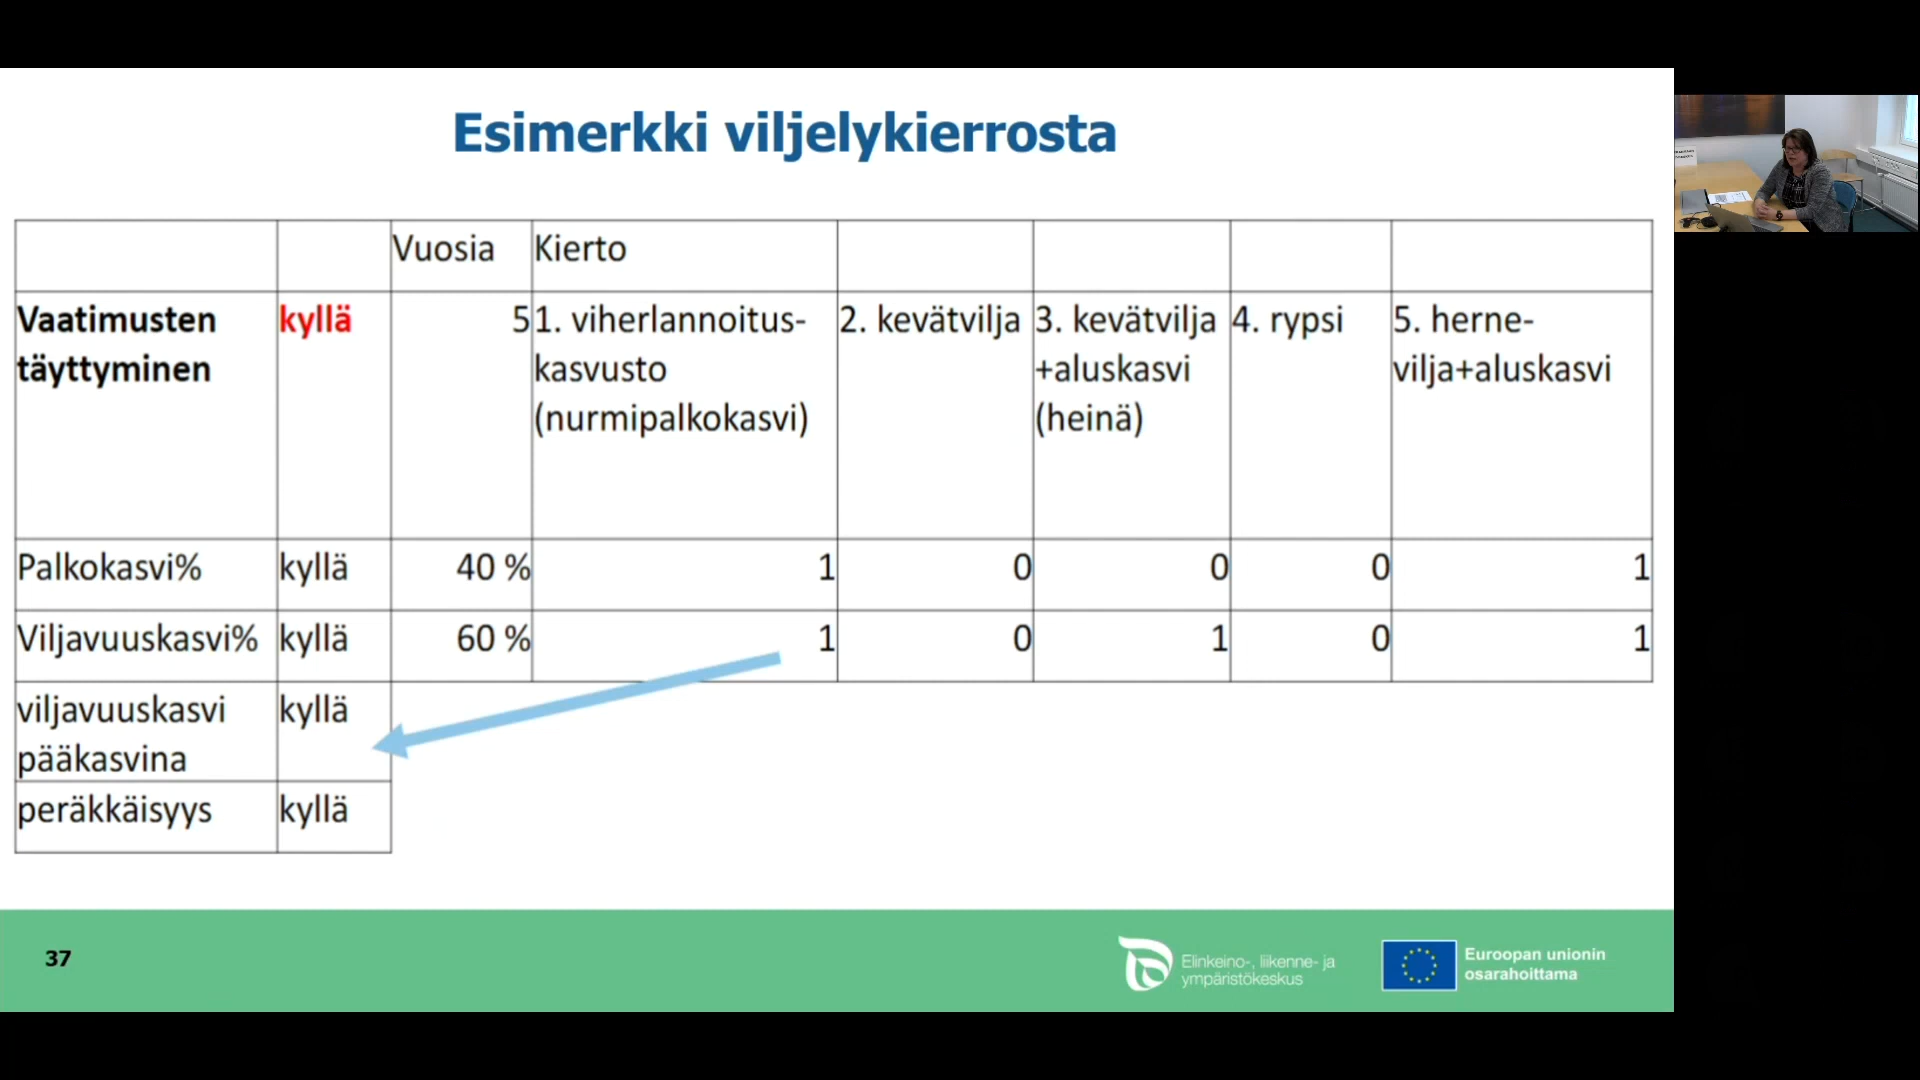 Esimerkki viljelykierrosta
Vuosia Kierto
Vaatimusten täyttyminen kyllä 5 1. viherlannoitus-kasvusto (nurmipalkokasvi) 2. kevätvilja 3. kevätvilja +aluskasvi (heinä) 4. rypsi 5. herne-vilja+aluskasvi
Palkokasvi% kyllä 40 % 1 0 0 0 1
Viljavuuskasvi% kyllä 60 % 1 0 1 0 1
viljavuuskasvi pääkasvina kyllä
peräkkäisyys kyllä
37
Elinkeino-, liikenne- ja
ympäristökeskus
Euroopan unionin
osarahoittama